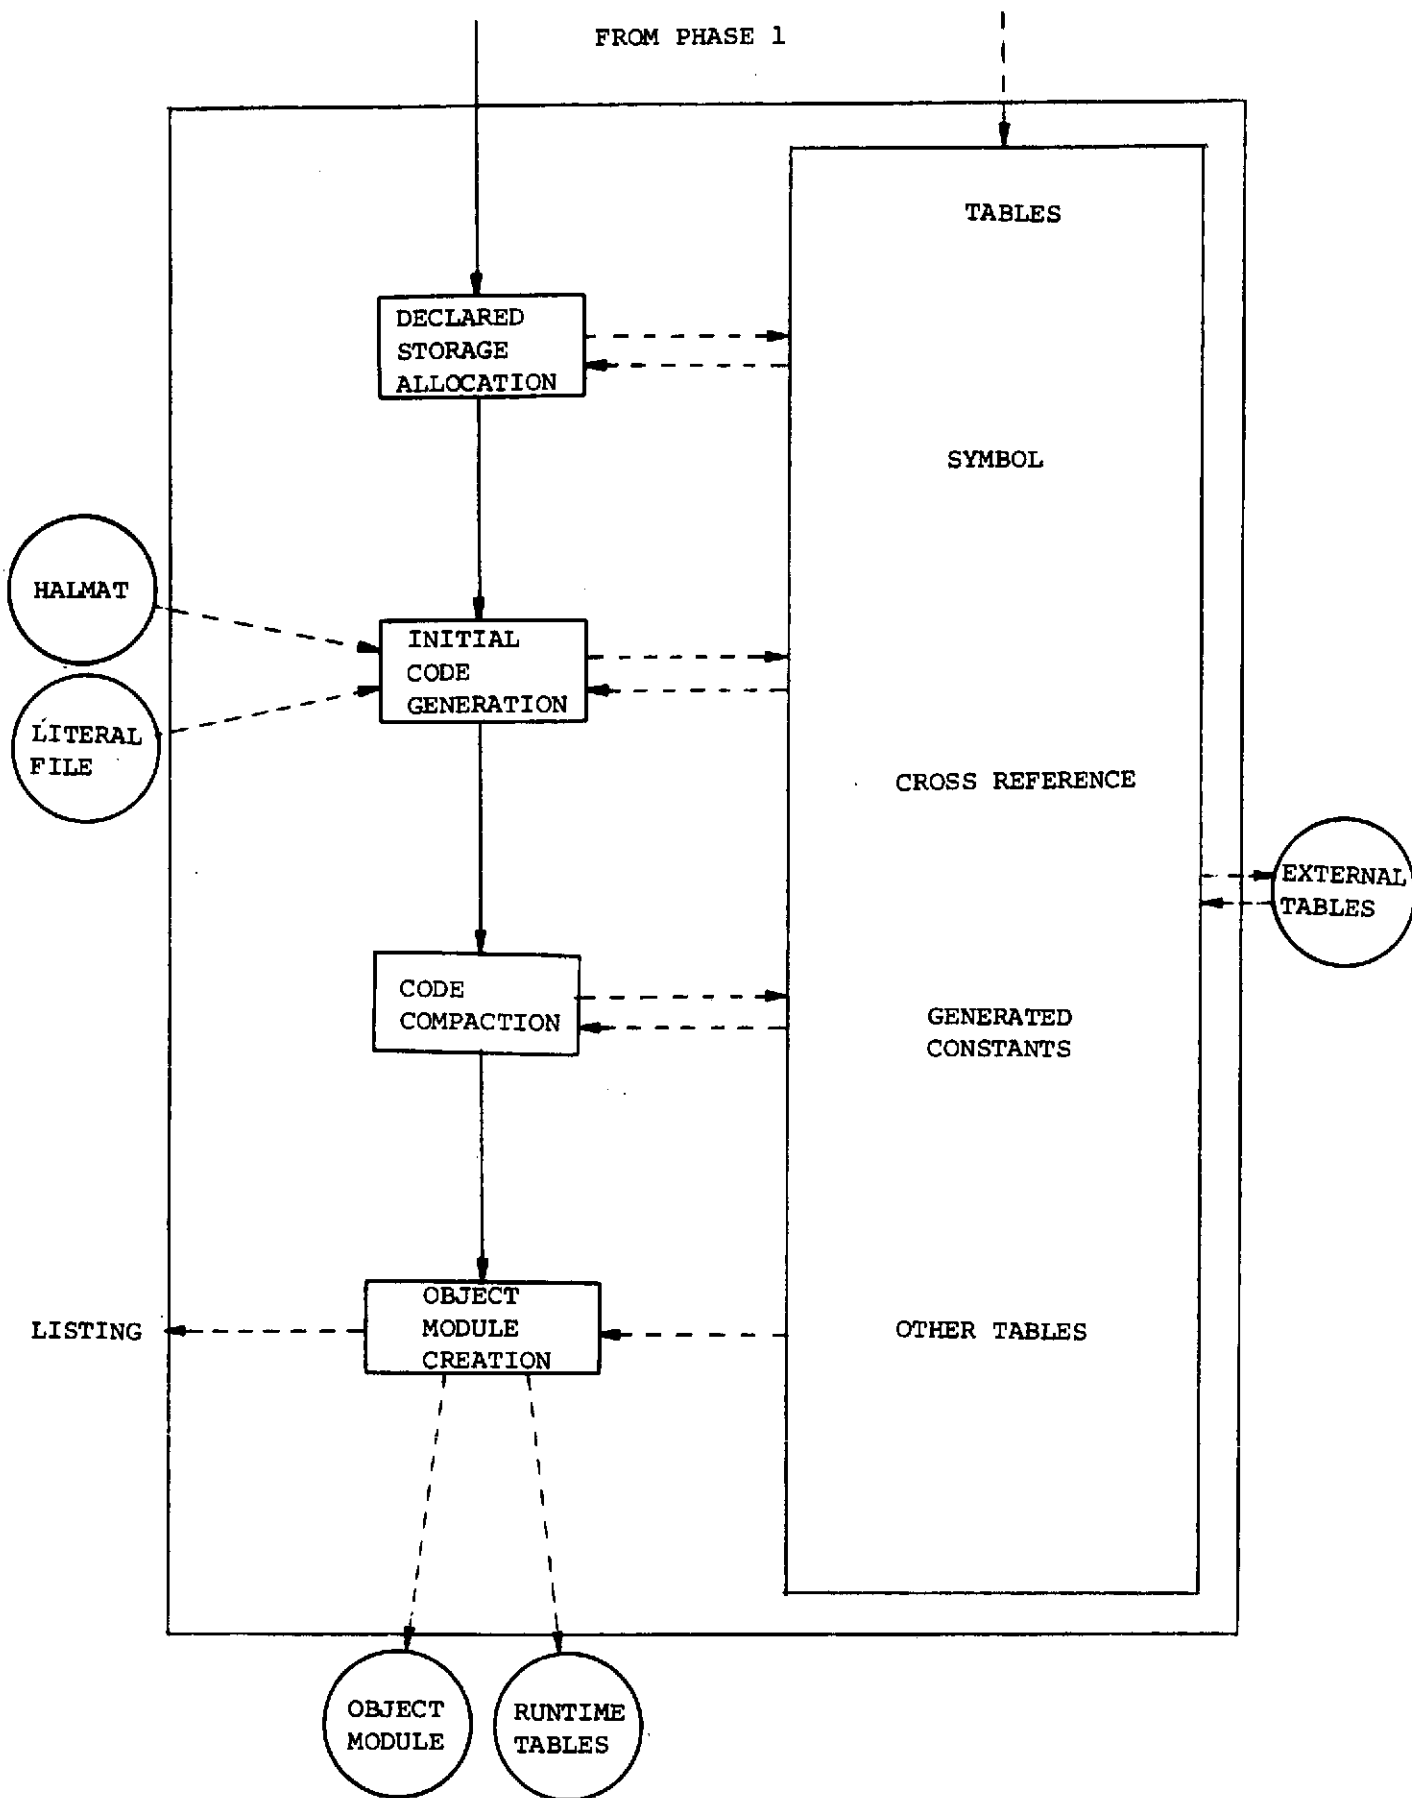 FROM PHASE 1
TABLES
DECLARED
STORAGE
ALLOCATION
SYMBOL
HALMAT
INITIAL
CODE
GENERATION
LITERAL
FILE
CROSS REFERENCE
EXTERNAL
TABLES
CODE
COMPACTION
GENERATED
CONSTANTS
OBJECT
MODULE
CREATION
LISTING
OTHER TABLES
OBJECT
MODULE
RUNTIME
TABLES